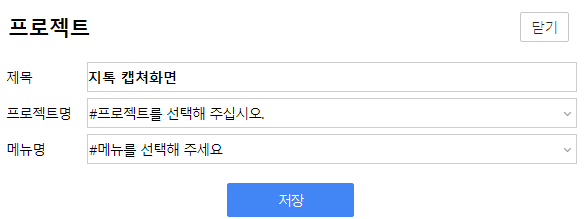 프로젝트
닫기
제목
지톡 캡쳐화면
프로젝트명
#프로젝트를 선택해 주십시오.
메뉴명
#메뉴를 선택해 주세요
저장